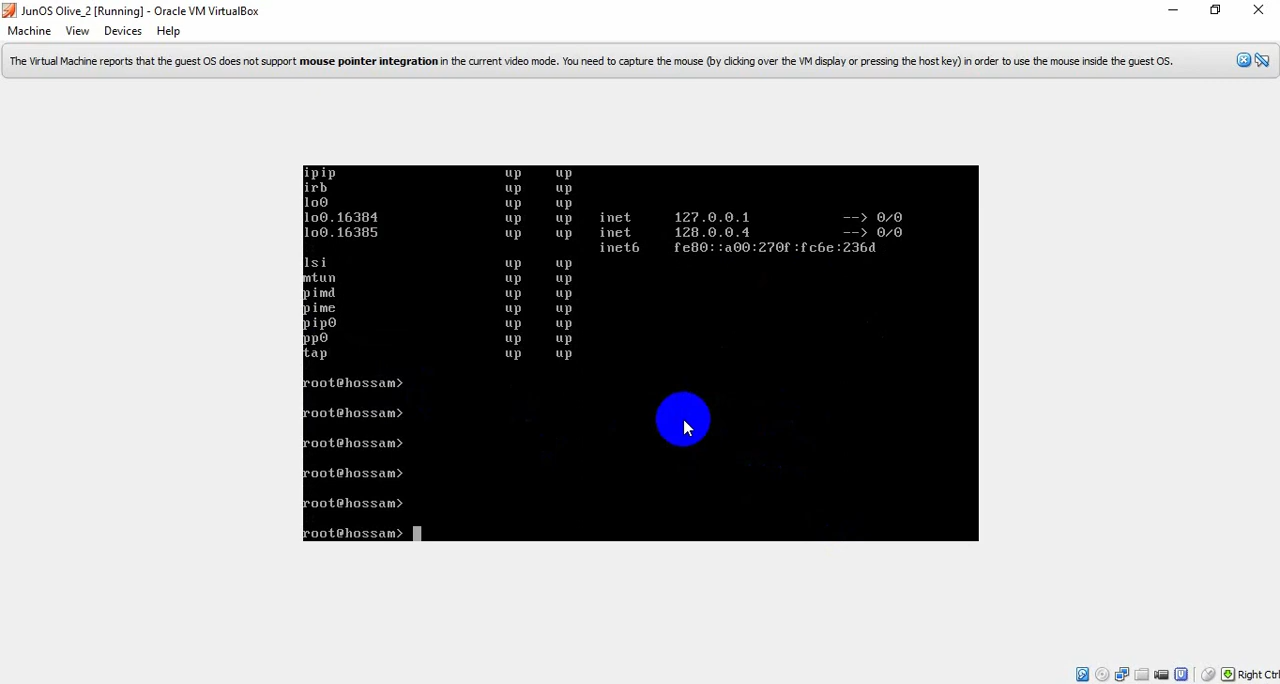 JunOS Olive_2 [Running] - Oracle VM VirtualBox
Machine View Devices Help
The Virtual Machine reports that the guest OS does not support mouse pointer integration in the current video mode. You need to capture the mouse (by clicking over the VM display or pressing the host key) in order to use the mouse inside the guest OS.
ipip up up
irb up up
lo0 up up
lo0.16384 up up inet 127.0.0.1 --> 0/0
lo0.16385 up up inet 128.0.0.4 --> 0/0
inet6 fe80::a00:270f:fc6e:236d
lsi up up
mtun up up
pimd up up
pime up up
pip0 up up
pp0 up up
tap up up
root@hossam>
root@hossam>
root@hossam>
root@hossam>
root@hossam>
root@hossam>
Right Ctrl